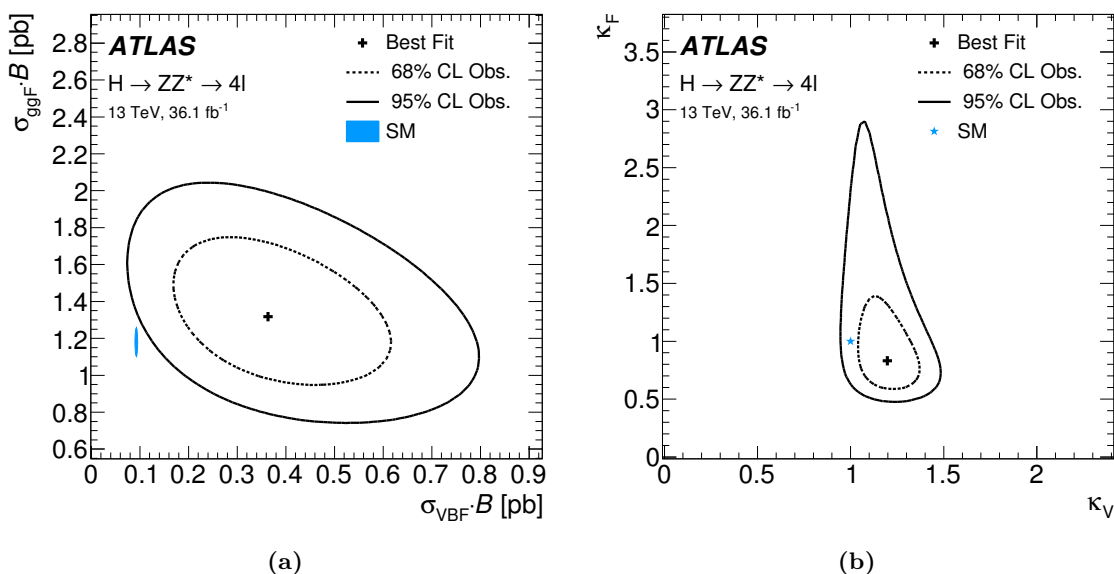 σggF·B [pb]
2.8
2.6
2.4
2.2
2
1.8
1.6
1.4
1.2
1
0.8
0.6
ATLAS
H → ZZ* → 4l
13 TeV, 36.1 fb⁻¹
Best Fit
68% CL Obs.
95% CL Obs.
SM
0 0.1 0.2 0.3 0.4 0.5 0.6 0.7 0.8 0.9
σVBF·B [pb]
(a)
κF
3.5
3
2.5
2
1.5
1
0.5
0
ATLAS
H → ZZ* → 4l
13 TeV, 36.1 fb⁻¹
Best Fit
68% CL Obs.
95% CL Obs.
SM
0 0.5 1 1.5 2
κV
(b)